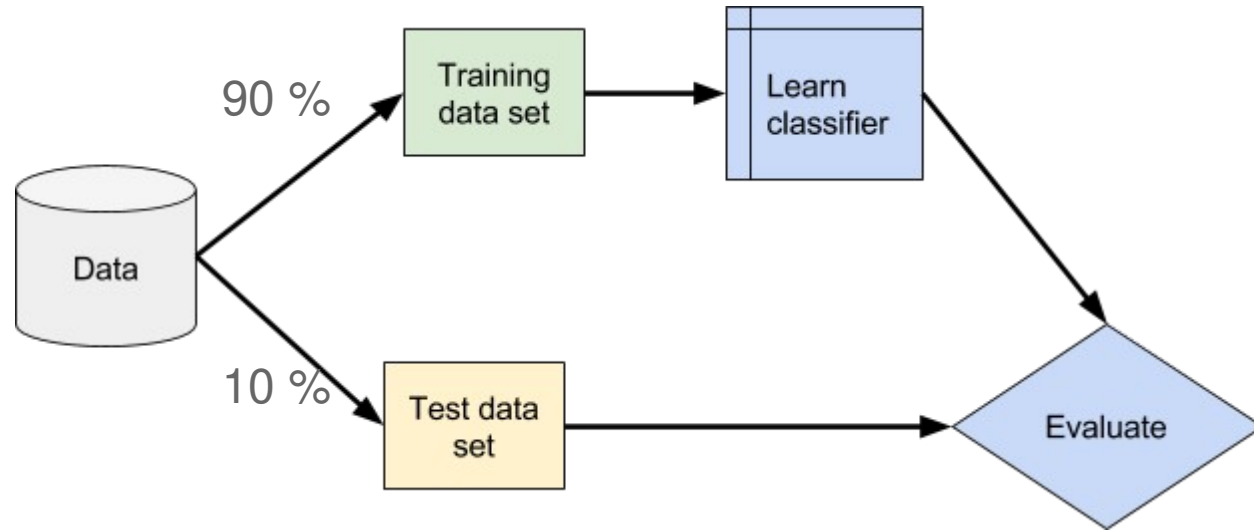 90 %
Training
data set
Learn
classifier
Data
10 %
Test data
set
Evaluate